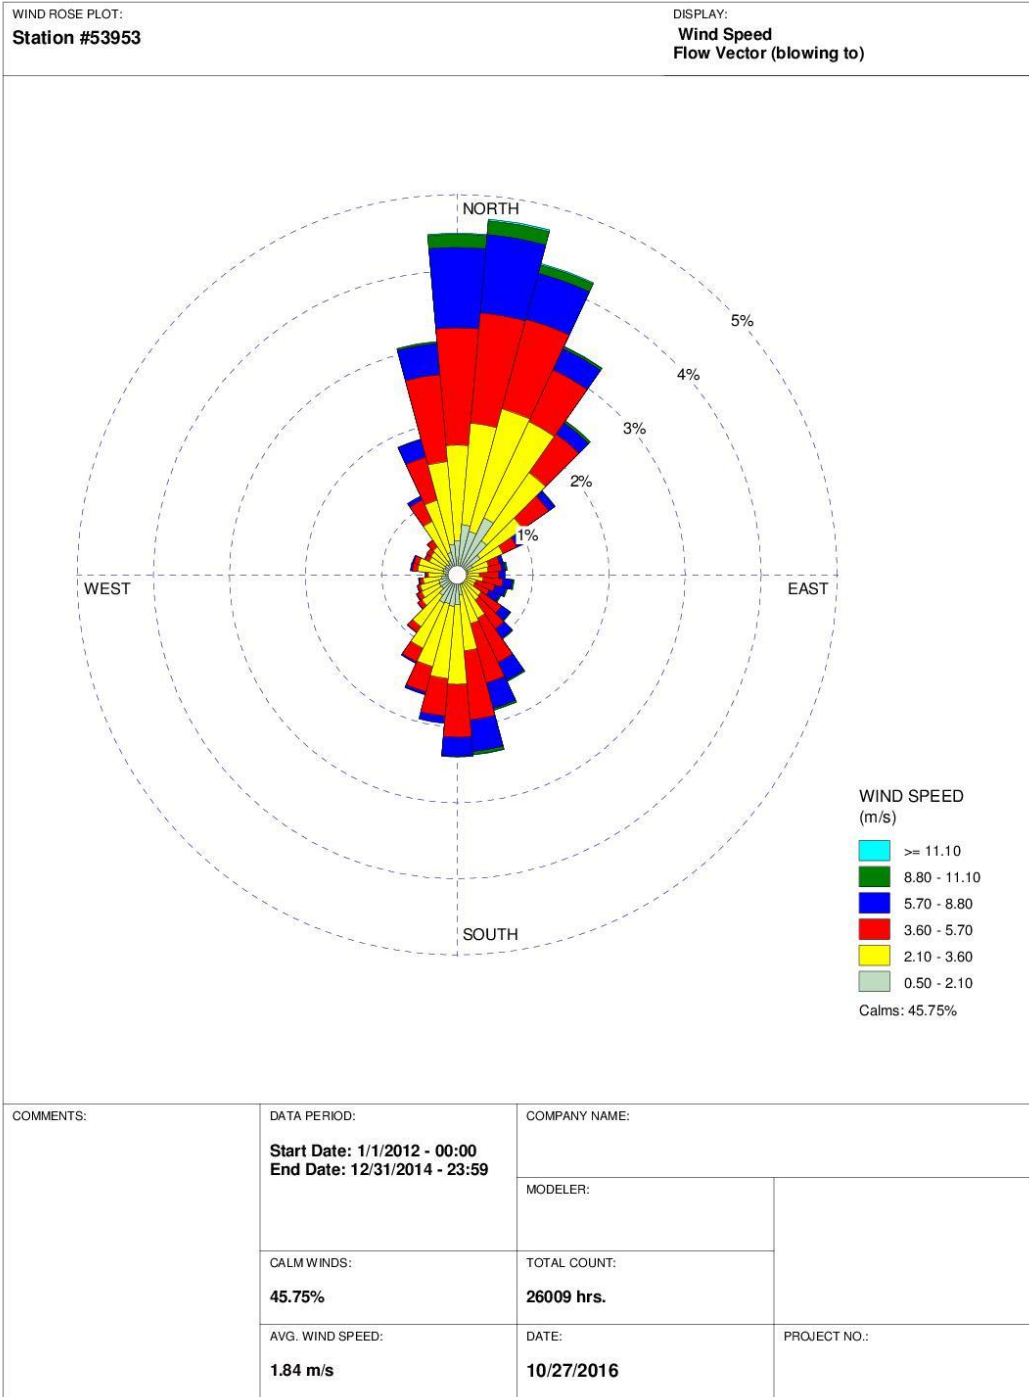 WIND ROSE PLOT:
Station #53953
DISPLAY:
Wind Speed
Flow Vector (blowing to)
NORTH
5%
4%
3%
2%
1%
WEST
EAST
SOUTH
WIND SPEED
(m/s)
>= 11.10
8.80 - 11.10
5.70 - 8.80
3.60 - 5.70
2.10 - 3.60
0.50 - 2.10
Calms: 45.75%
COMMENTS:
DATA PERIOD:
Start Date: 1/1/2012 - 00:00
End Date: 12/31/2014 - 23:59
COMPANY NAME:
MODELER:
CALM WINDS:
45.75%
TOTAL COUNT:
26009 hrs.
AVG. WIND SPEED:
1.84 m/s
DATE:
10/27/2016
PROJECT NO.: